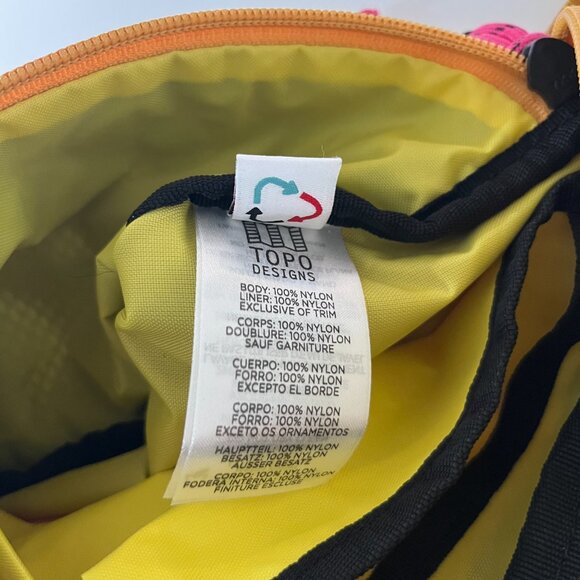 TOPO
DESIGNS
BODY: 100% NYLON
LINER: 100% NYLON
EXCLUSIVE OF TRIM
CORPS: 100% NYLON
DOUBLURE: 100% NYLON
SAUF GARNITURE
CUERPO: 100% NYLON
FORRO: 100% NYLON
EXCEPTO EL BORDE
CORPO: 100% NYLON
FORRO: 100% NYLON
EXCETO OS ORNAMENTOS
HAUPTTEIL: 100% NYLON
BESATZ: 100% NYLON
AUSSER BESATZ
CORPO: 100% NYLON
FODERA INTERNA: 100% NYLON
FINITURE ESCLUSE